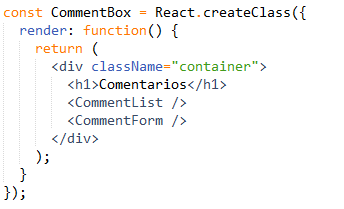 const CommentBox = React.createClass({
  render: function() {
    return (
      <div className="container">
        <h1>Comentarios</h1>
        <CommentList />
        <CommentForm />
      </div>
    );
  }
});